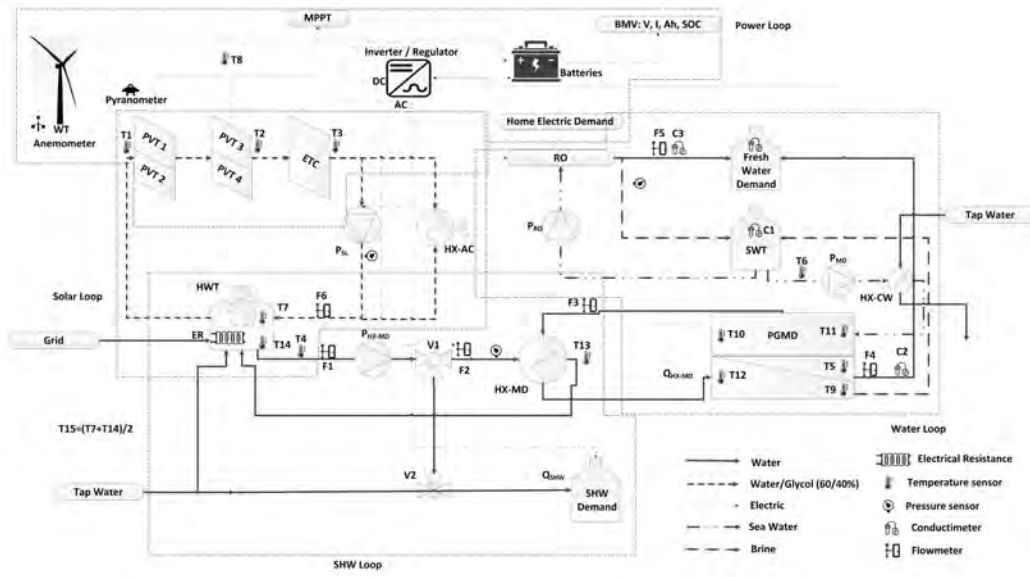 MPPT
BMV: V, I, Ah, SOC
Power Loop
T8
Inverter / Regulator
DC
AC
Batteries
Pyranometer
WT
Anemometer
Home Electric Demand
T1
PVT 1
PVT 2
PVT 3
PVT 4
T2
ETC
T3
F5
C3
RO
Fresh
Water
Demand
Tap Water
PSL
HX-AC
PRO
C1
SWT
T6
PMD
HX-CW
Solar Loop
HWT
T7
F6
F3
PGMD
T10
T11
Grid
ER
T14
T4
F1
PHX-MD
V1
F2
HX-MD
T13
QHX-MD
T12
T5
F4
C2
T9
T15=(T7+T14)/2
Water Loop
Tap Water
V2
QSHW
SHW
Demand
SHW Loop
Water
Water/Glycol (60/40%)
Electric
Sea Water
Brine
Electrical Resistance
Temperature sensor
Pressure sensor
Conductimeter
Flowmeter